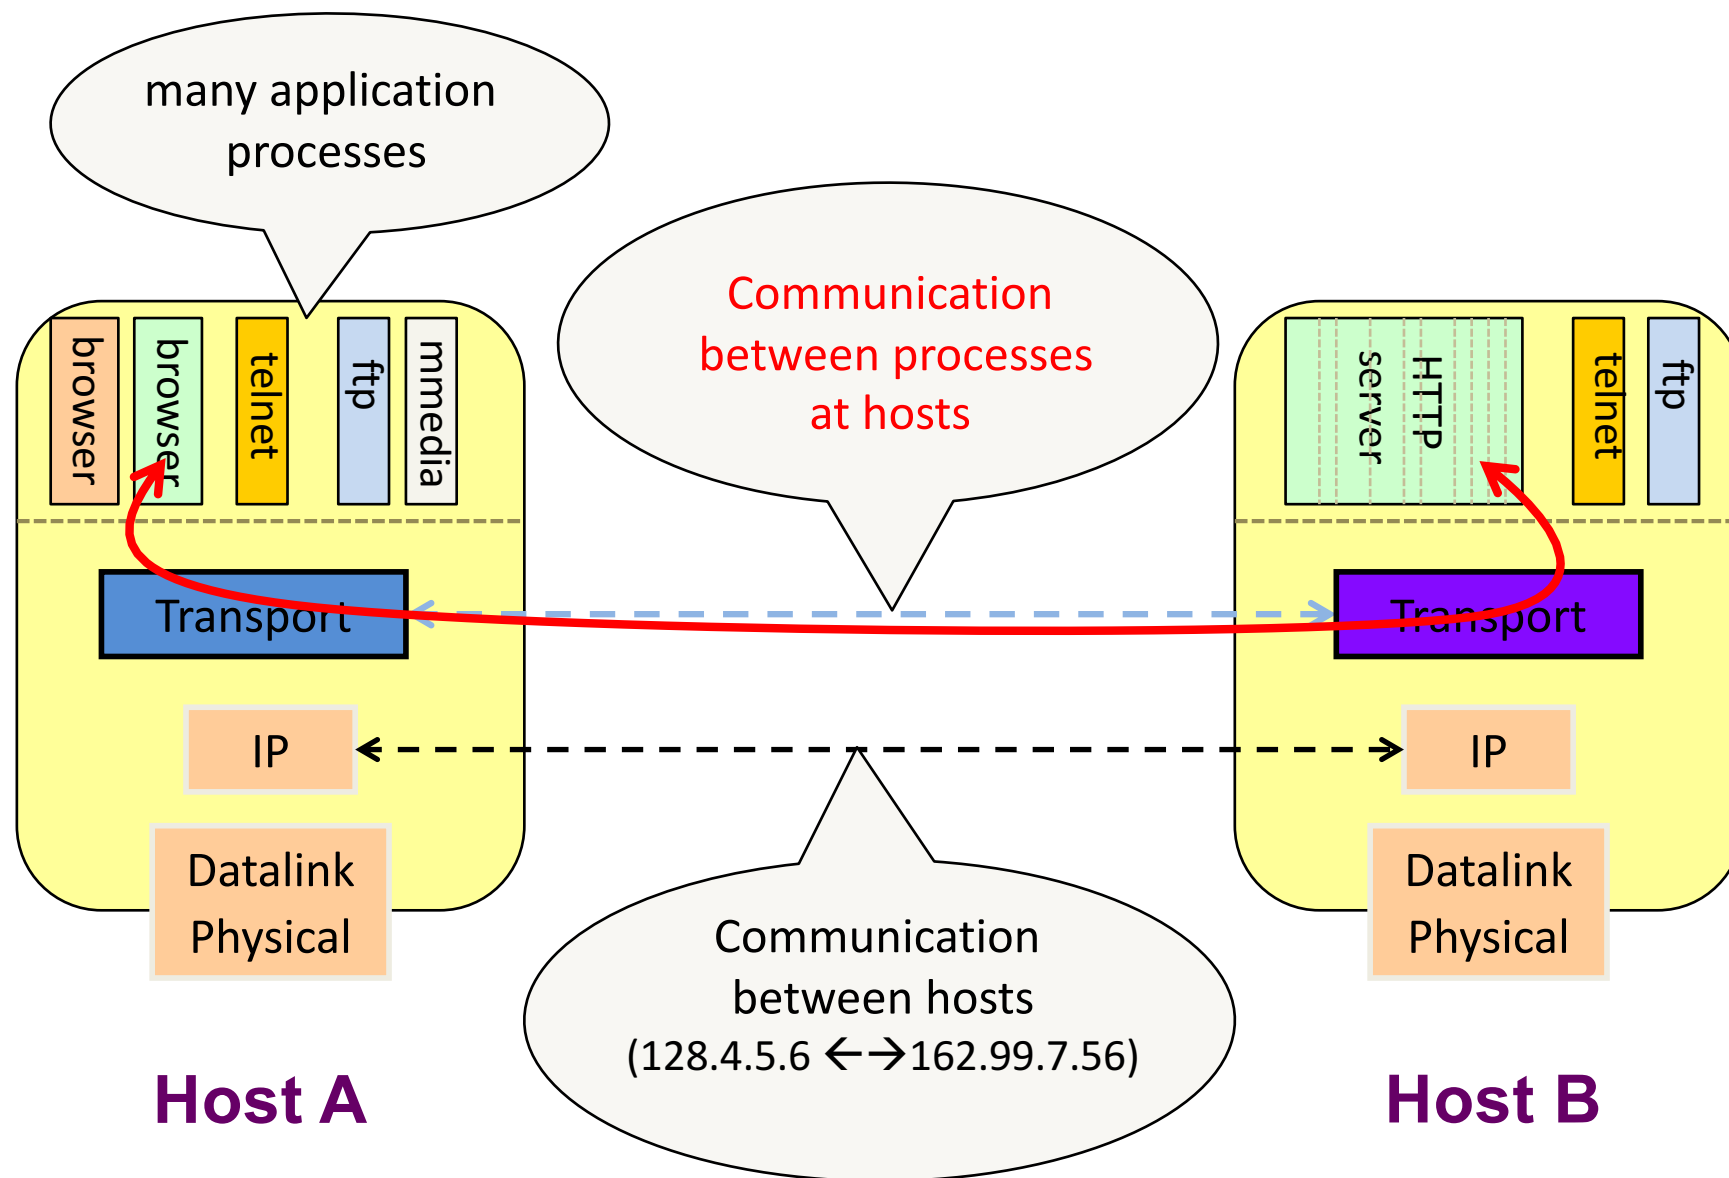 many application
processes
Communication
between processes
at hosts
browser
browser
telnet
ftp
mmedia
HTTP
server
telnet
ftp
Transport
Transport
IP
IP
Datalink
Physical
Datalink
Physical
Communication
between hosts
(128.4.5.6 ←→162.99.7.56)
Host A
Host B